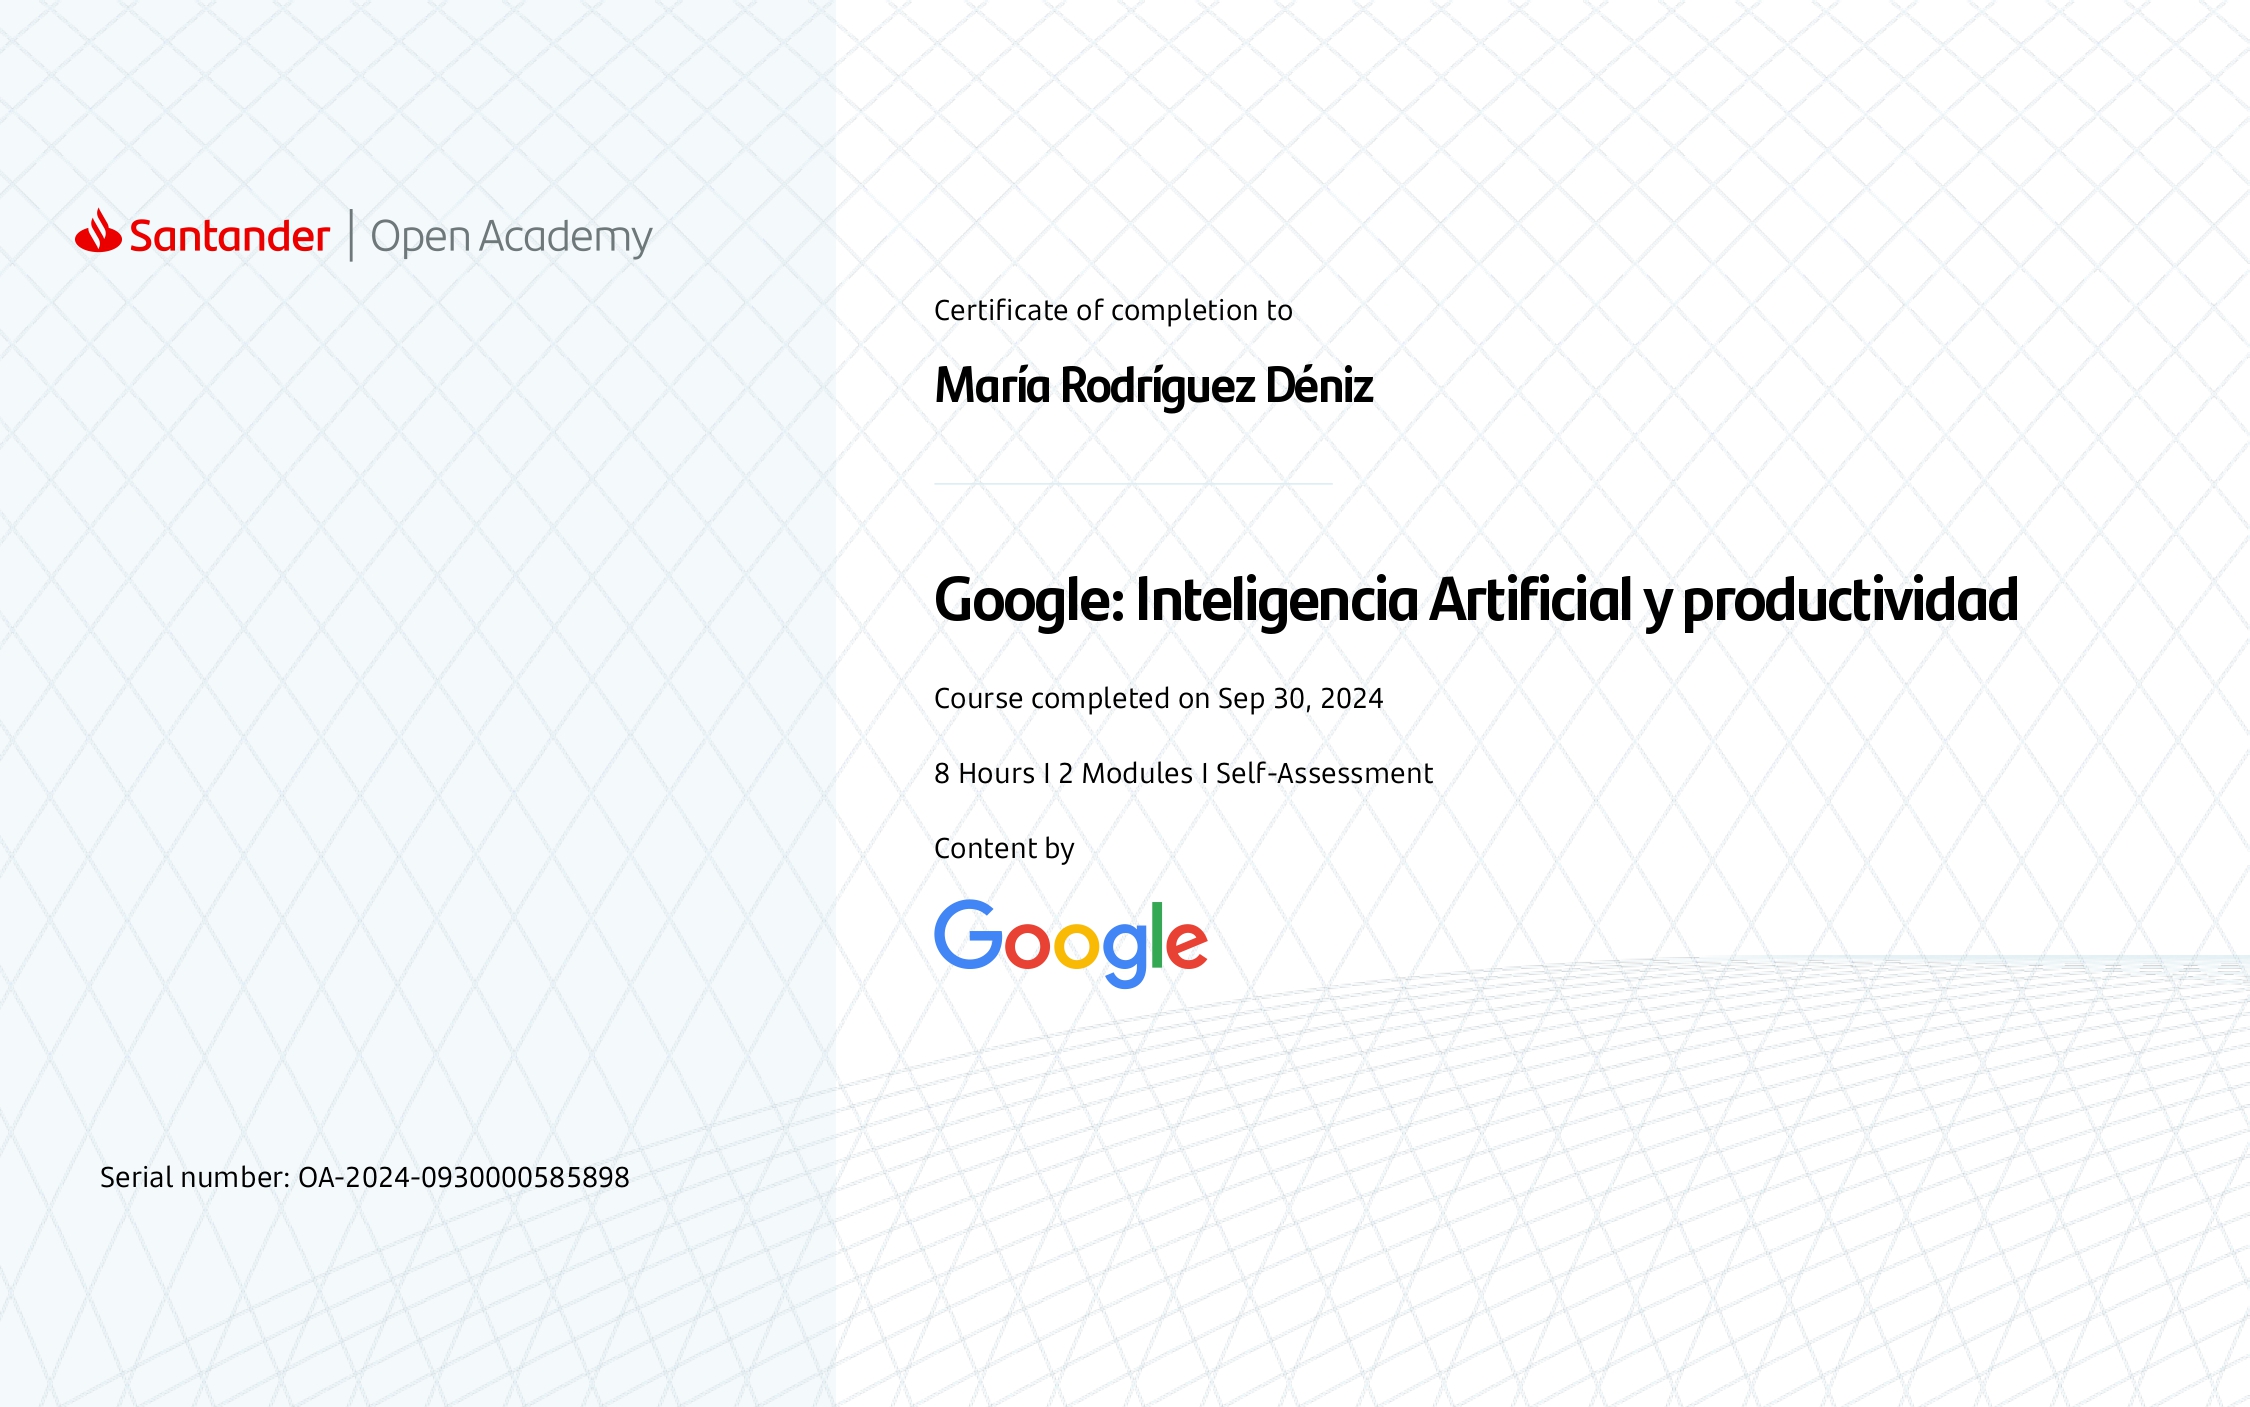 Santander | Open Academy
Certificate of completion to
María Rodríguez Déniz
Google: Inteligencia Artificial y productividad
Course completed on Sep 30, 2024
8 Hours I 2 Modules I Self-Assessment
Content by
Google
Serial number: OA-2024-0930000585898